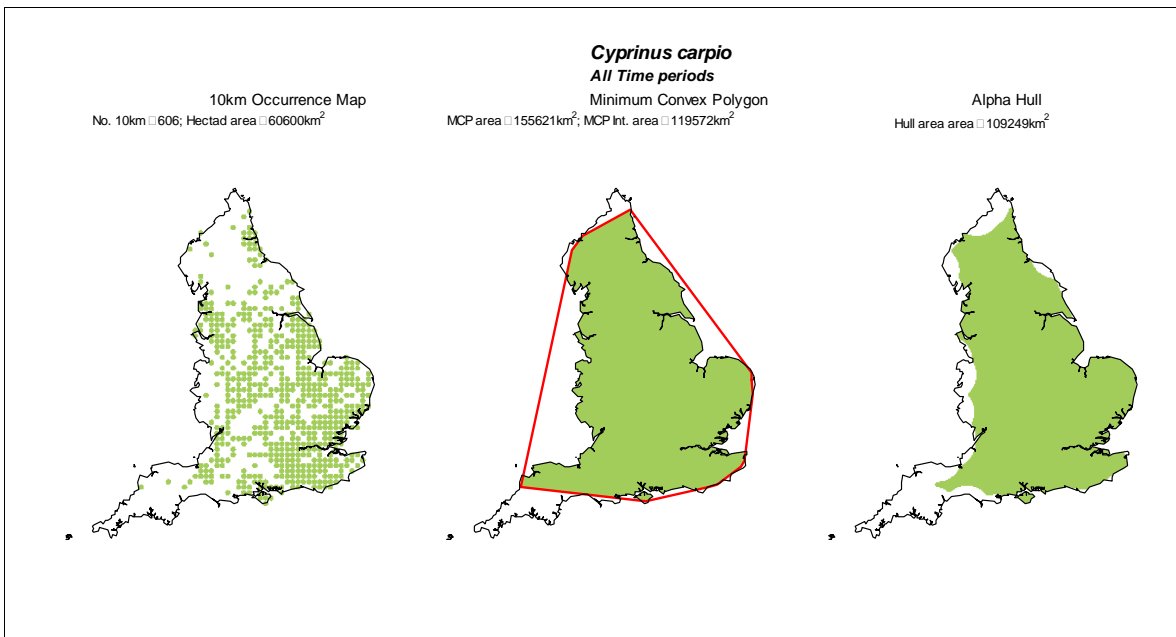 Cyprinus carpio
All Time periods
10km Occurrence Map
No. 10km □ 606; Hectad area □ 60600km²
Minimum Convex Polygon
MCP area □ 155621km²; MCP Int. area □ 119572km²
Alpha Hull
Hull area area □ 109249km²